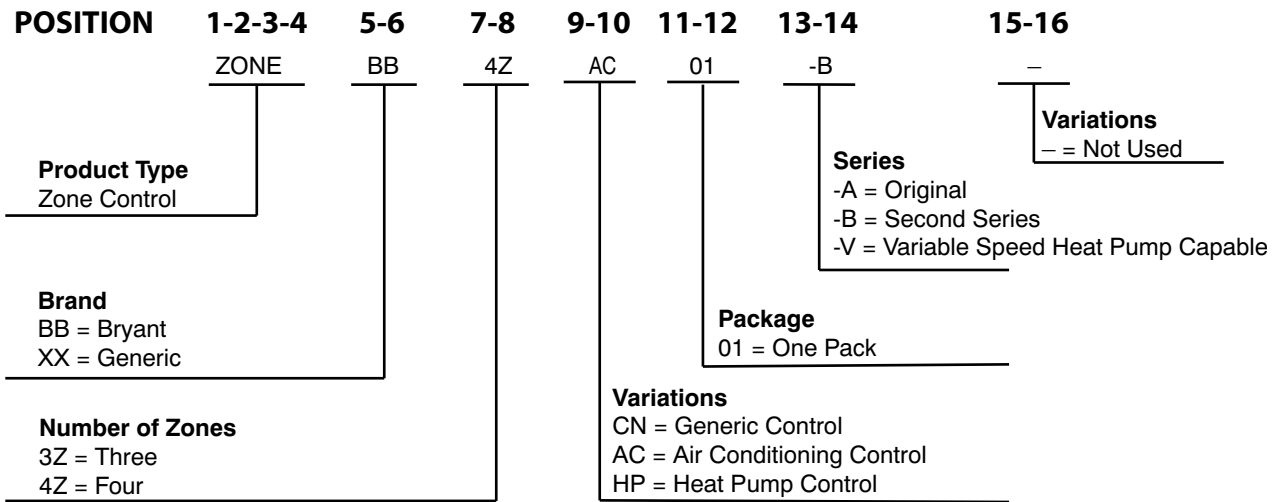 POSITION 1-2-3-4 5-6 7-8 9-10 11-12 13-14 15-16
ZONE BB 4Z AC 01 -B –
Variations
– = Not Used
Product Type
Zone Control
Series
-A = Original
-B = Second Series
-V = Variable Speed Heat Pump Capable
Brand
BB = Bryant
XX = Generic
Package
01 = One Pack
Number of Zones
3Z = Three
4Z = Four
Variations
CN = Generic Control
AC = Air Conditioning Control
HP = Heat Pump Control